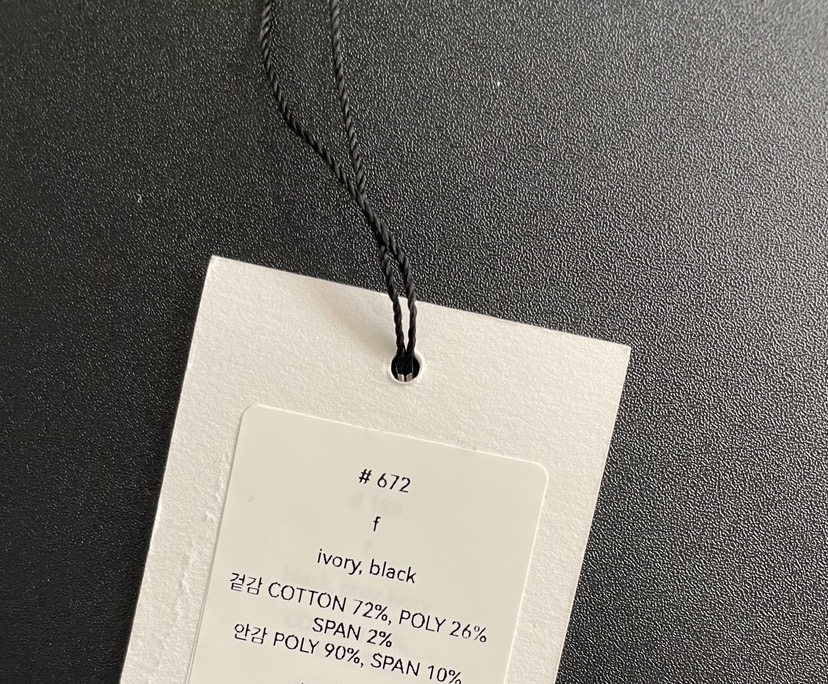 # 672
f
ivory, black
겉감 COTTON 72%, POLY 26%
SPAN 2%
안감 POLY 90%, SPAN 10%